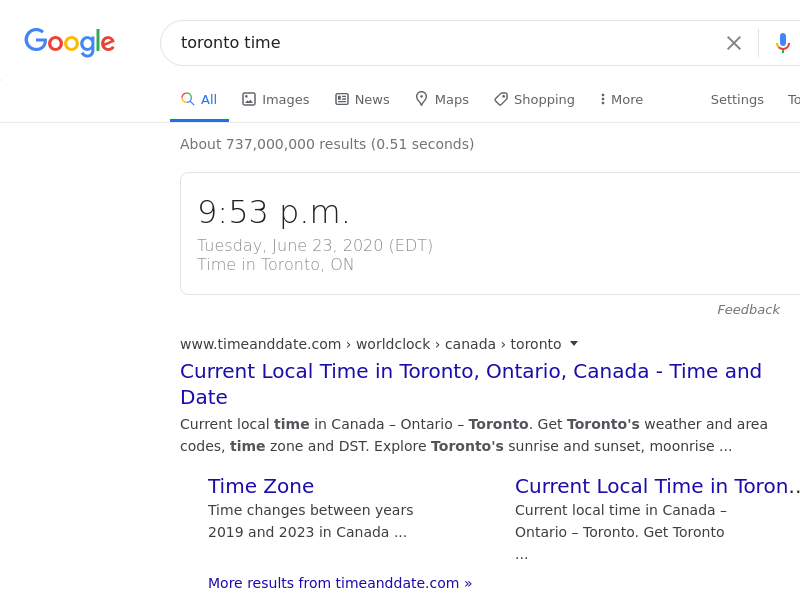 Google
toronto time
All Images News Maps Shopping More Settings
About 737,000,000 results (0.51 seconds)
9:53 p.m.
Tuesday, June 23, 2020 (EDT)
Time in Toronto, ON
Feedback
www.timeanddate.com › worldclock › canada › toronto
Current Local Time in Toronto, Ontario, Canada - Time and
Date
Current local time in Canada – Ontario – Toronto. Get Toronto's weather and area
codes, time zone and DST. Explore Toronto's sunrise and sunset, moonrise ...
Time Zone
Time changes between years
2019 and 2023 in Canada ...
Current Local Time in Toron...
Current local time in Canada –
Ontario – Toronto. Get Toronto
...
More results from timeanddate.com »